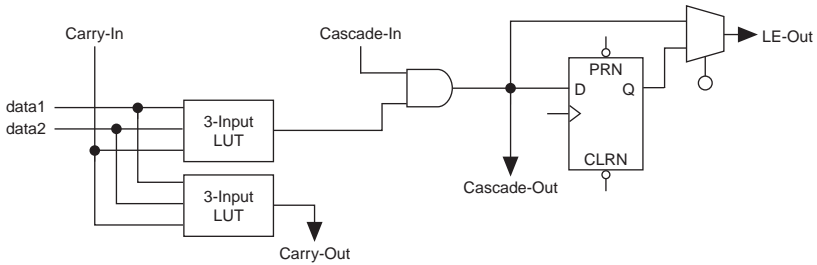 Carry-In
Cascade-In
LE-Out
PRN
data1
D
Q
data2
3-Input
LUT
CLRN
Cascade-Out
3-Input
LUT
Carry-Out